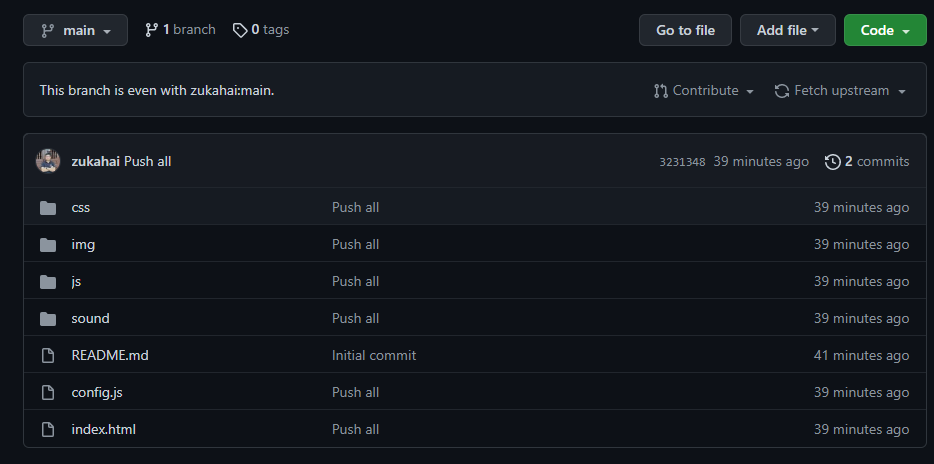 main 1 branch 0 tags Go to file Add file Code
This branch is even with zukahai:main. Contribute Fetch upstream
zukahai Push all 3231348 39 minutes ago 2 commits
css Push all 39 minutes ago
img Push all 39 minutes ago
js Push all 39 minutes ago
sound Push all 39 minutes ago
README.md Initial commit 41 minutes ago
config.js Push all 39 minutes ago
index.html Push all 39 minutes ago